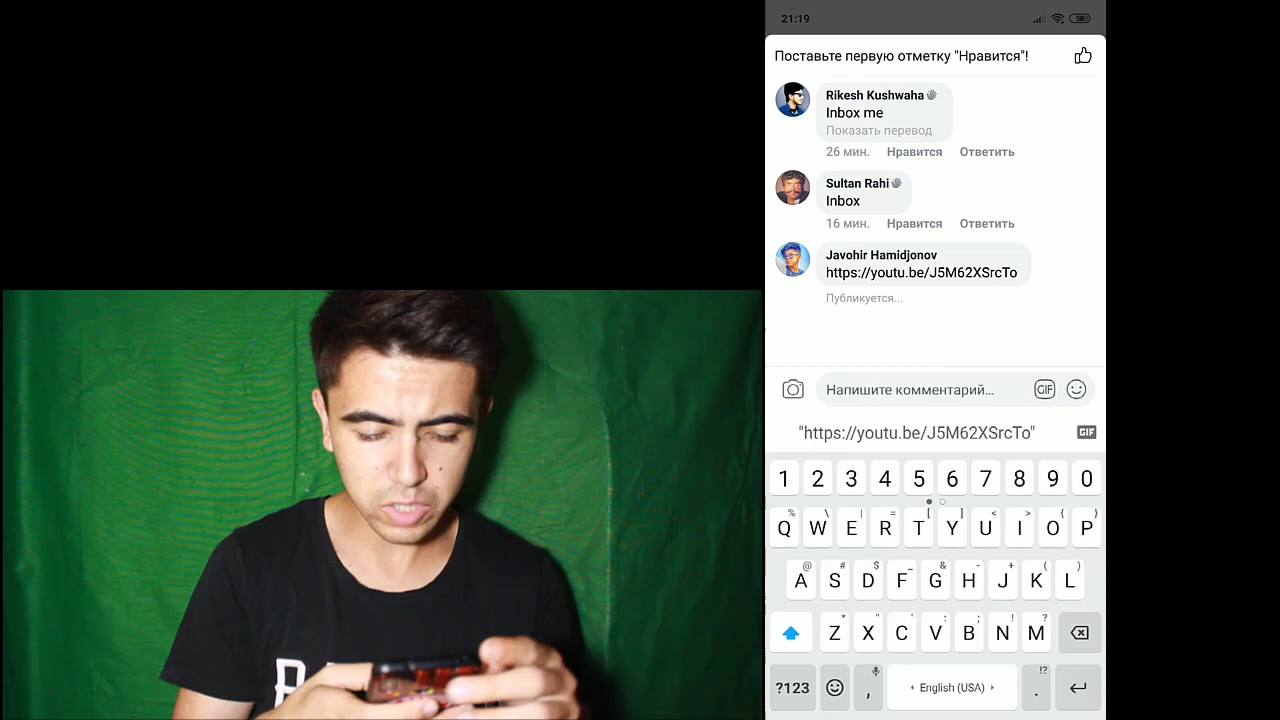 21:19
58
Поставьте первую отметку "Нравится"!
Rikesh Kushwaha
Inbox me
Показать перевод
26 мин. Нравится Ответить
Sultan Rahi
Inbox
16 мин. Нравится Ответить
Javohir Hamidjonov
https://youtu.be/J5M62XSrcTo
Публикуется...
Напишите комментарий... GIF
"https://youtu.be/J5M62XSrcTo" GIF
1 2 3 4 5 6 7 8 9 0
% \ | = [ ] < > { }
Q W E R T Y U I O P
@ # $ _ & - + ( )
A S D F G H J K L
* " ' : ; ! ?
Z X C V B N M
!?
?123 , English (USA) .